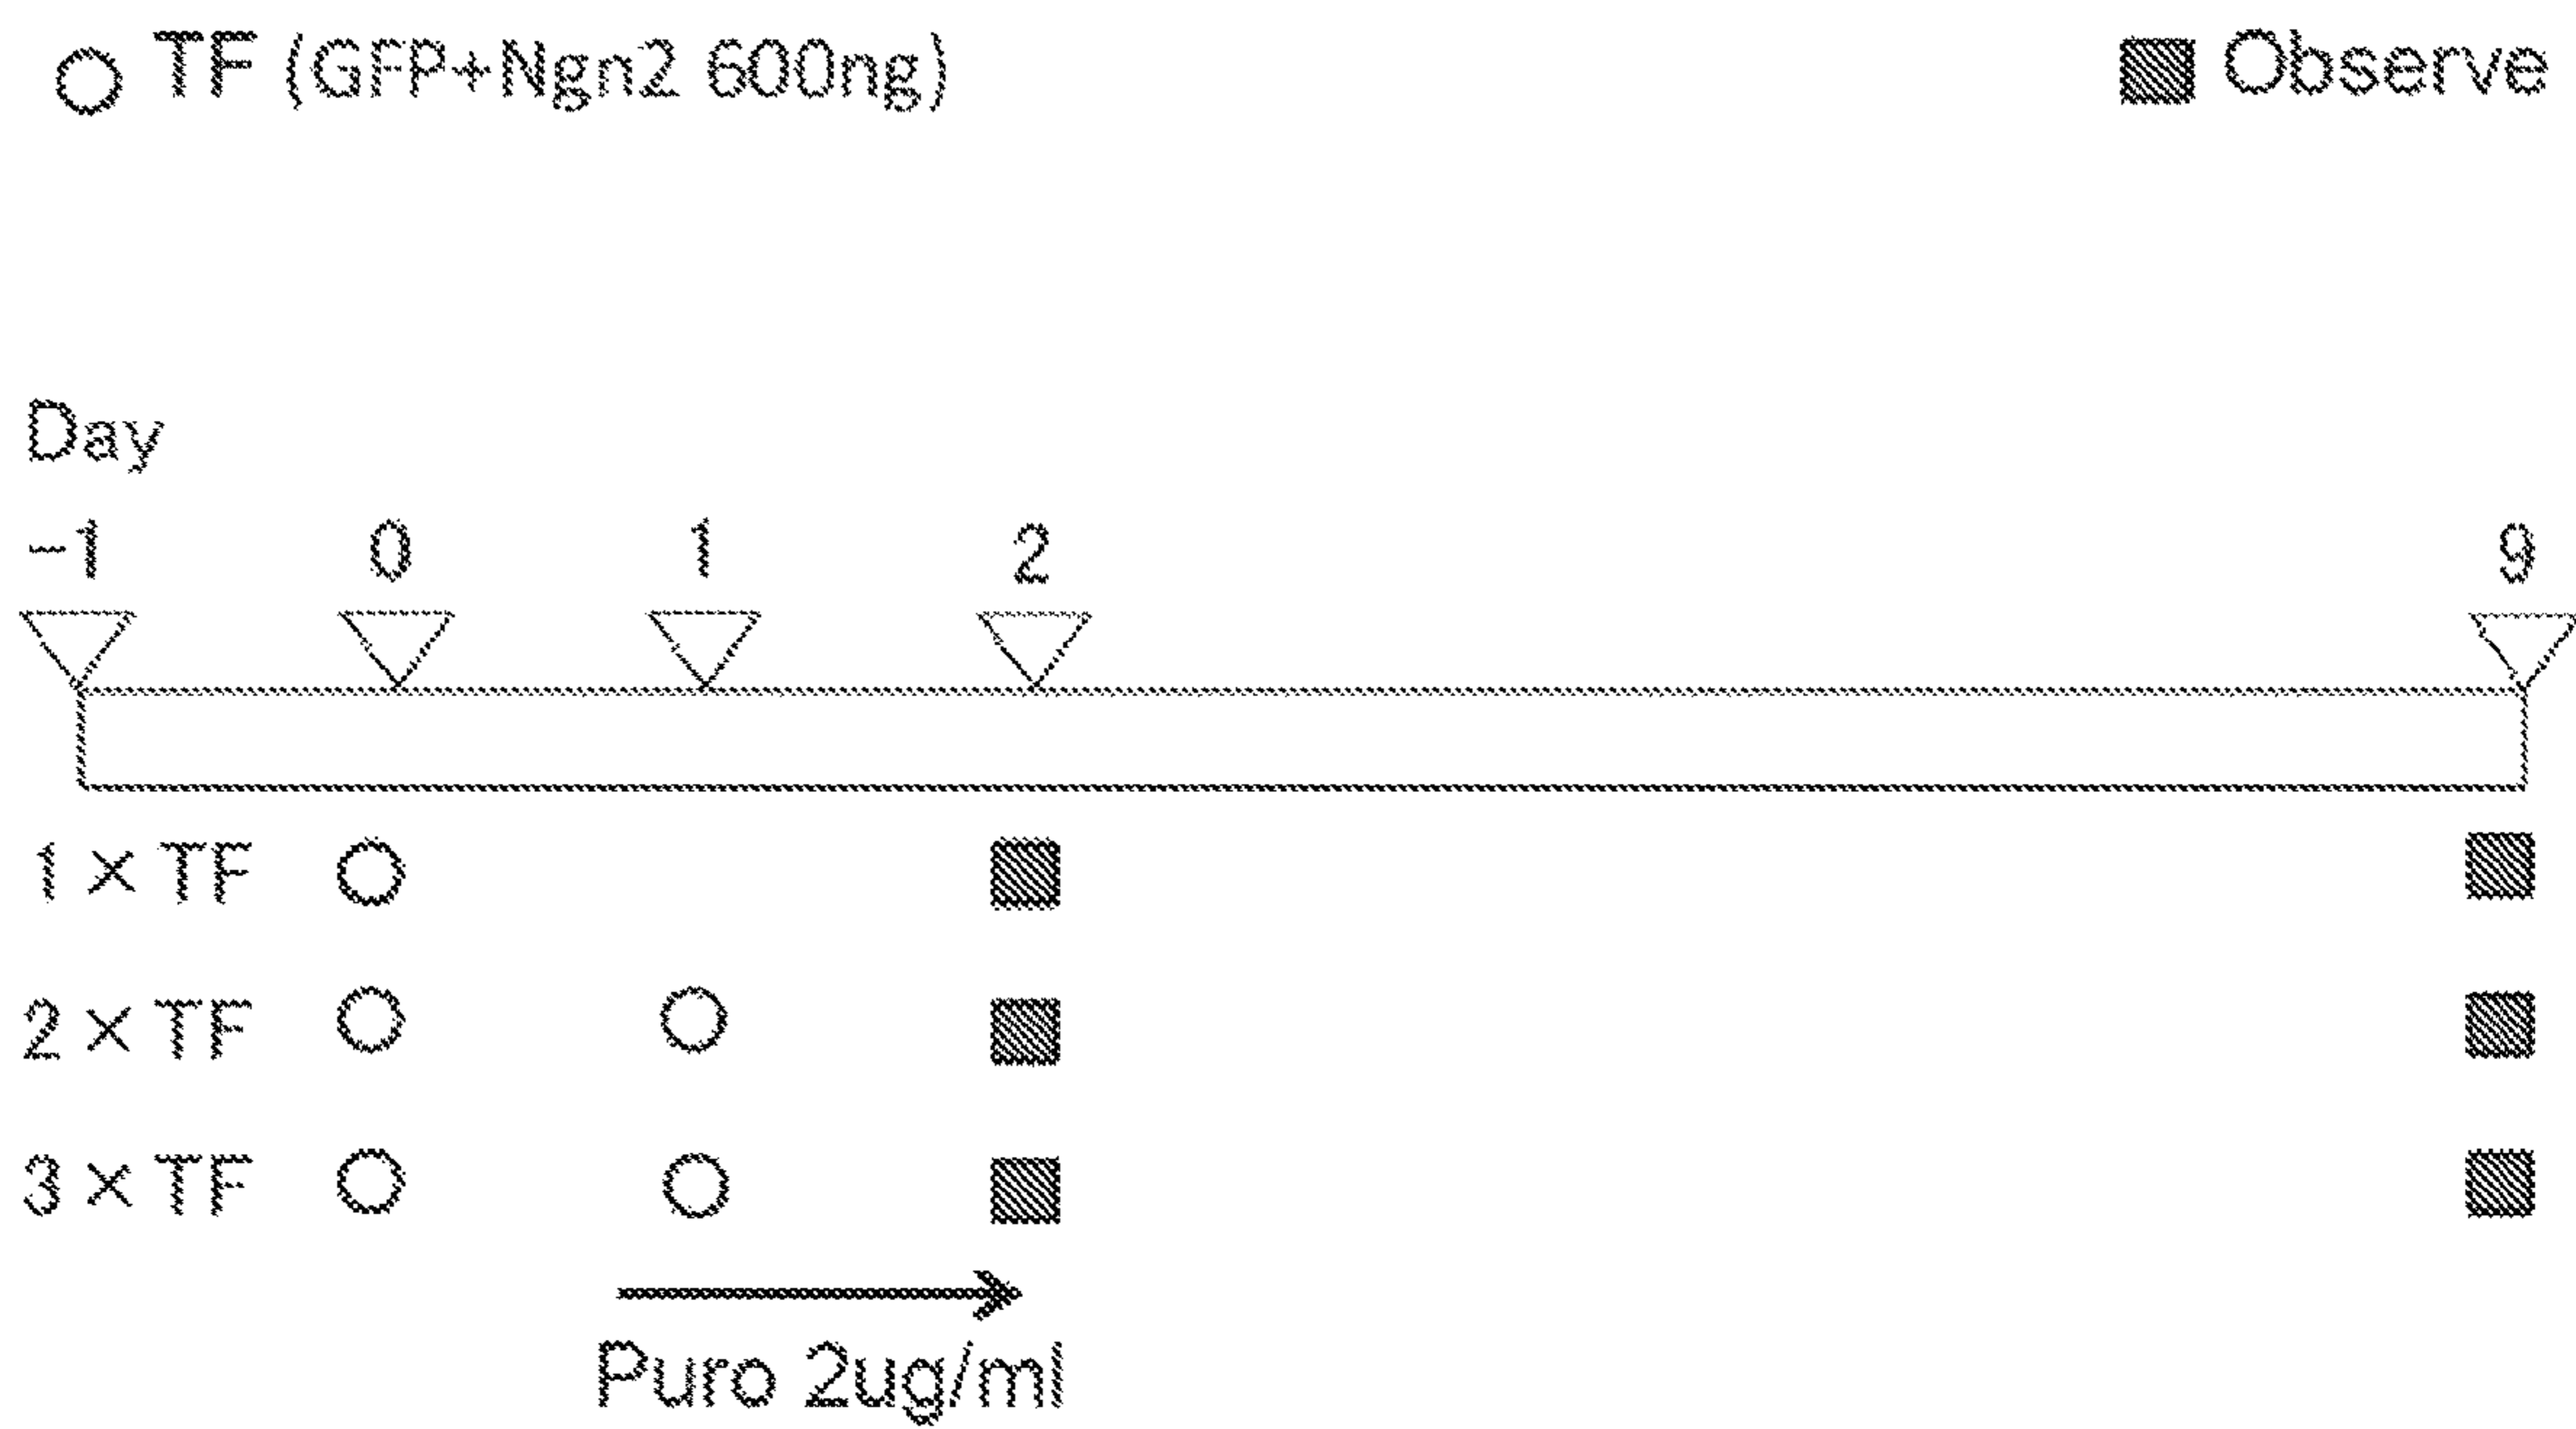 TF (GFP+Ngn2 600ng)
Observe
Day
-1 0 1 2 9
1 × TF
2 × TF
3 × TF
Puro 2ug/ml